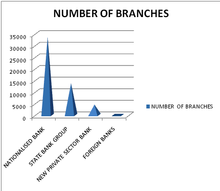 NUMBER OF BRANCHES
35000
30000
25000
20000
15000
10000
5000
0
NATIONALISED BANK
STATE BANK GROUP
NEW PRIVATE SECTOR BANK
FOREIGN BANKS
NUMBER OF BRANCHES